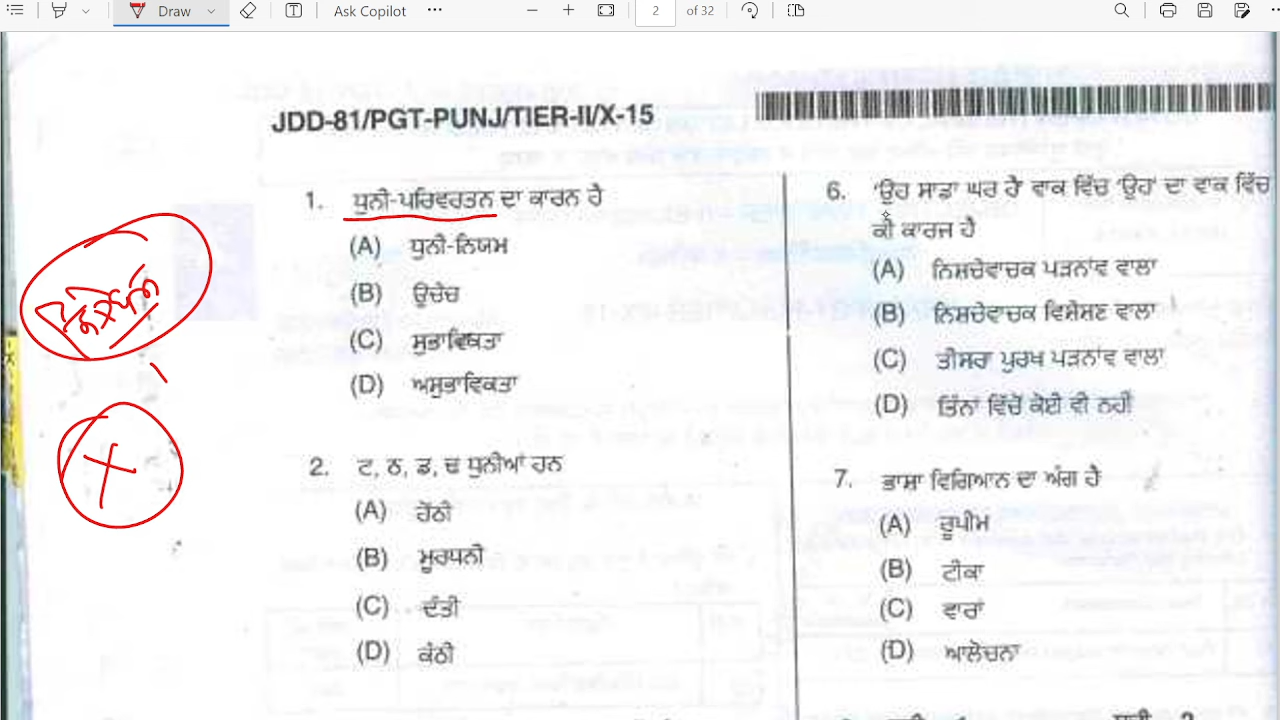 Draw
Ask Copilot
2 of 32
JDD-81/PGT-PUNJ/TIER-II/X-15
1. ਧੁਨੀ-ਪਰਿਵਰਤਨ ਦਾ ਕਾਰਨ ਹੈ
(A) ਧੁਨੀ-ਨਿਯਮ
(B) ਉਚੇਚ
(C) ਸੁਭਾਵਿਕਤਾ
(D) ਅਸੁਭਾਵਿਕਤਾ
2. ਟ, ਠ, ਡ, ਢ ਧੁਨੀਆਂ ਹਨ
(A) ਹੋਂਠੀ
(B) ਮੂਰਧਨੀ
(C) ਦੰਤੀ
(D) ਕੰਠੀ
6. 'ਉਹ ਸਾਡਾ ਘਰ ਹੈ' ਵਾਕ ਵਿੱਚ 'ਉਹ' ਦਾ ਵਾਕ ਵਿੱਚ
ਕੀ ਕਾਰਜ ਹੈ
(A) ਨਿਸ਼ਚੇਵਾਚਕ ਪੜਨਾਂਵ ਵਾਲਾ
(B) ਨਿਸ਼ਚੇਵਾਚਕ ਵਿਸ਼ੇਸ਼ਣ ਵਾਲਾ
(C) ਤੀਸਰਾ ਪੁਰਖ ਪੜਨਾਂਵ ਵਾਲਾ
(D) ਤਿੰਨਾਂ ਵਿੱਚੋਂ ਕੋਈ ਵੀ ਨਹੀਂ
7. ਭਾਸ਼ਾ ਵਿਗਿਆਨ ਦਾ ਅੰਗ ਹੈ
(A) ਰੂਪੀਮ
(B) ਟੀਕਾ
(C) ਵਾਰਾਂ
(D) ਆਲੋਚਨਾ